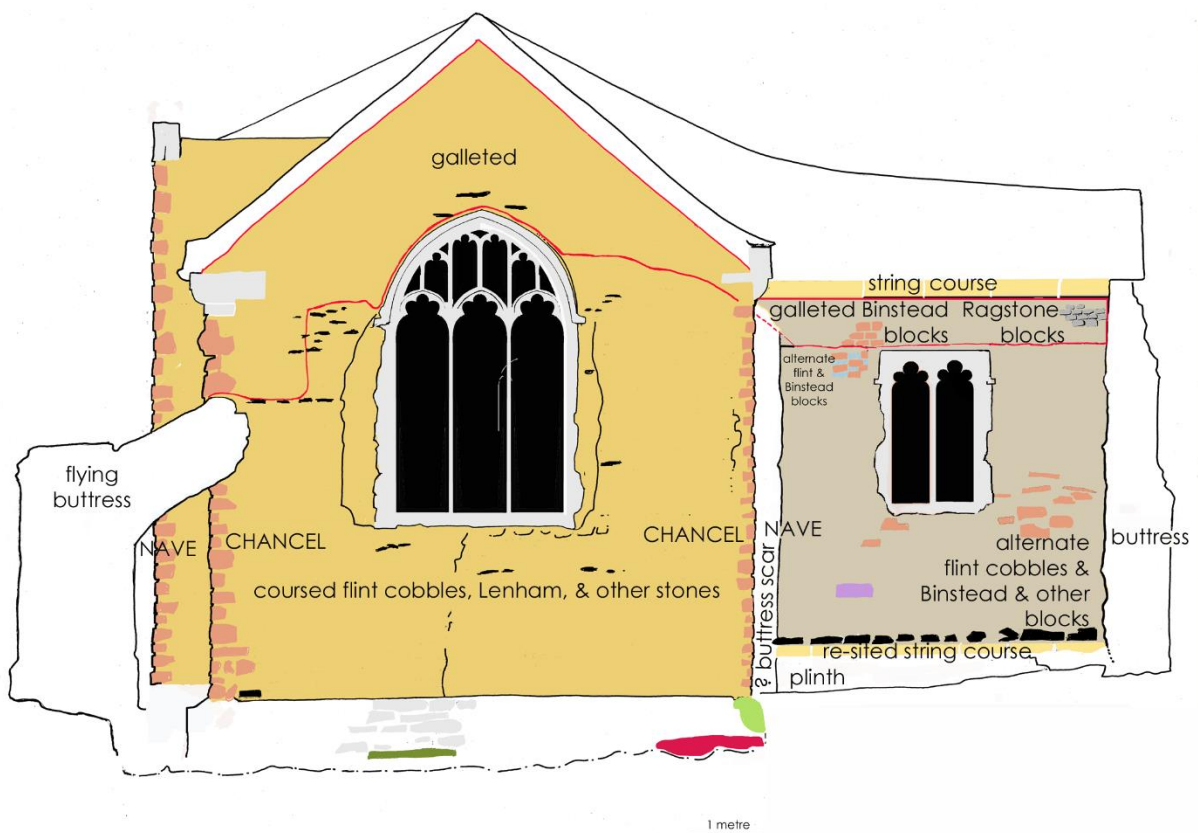 galleted
string course
galleted Binstead
blocks
Ragstone
blocks
alternate
flint &
Binstead
blocks
flying
buttress
NAVE
CHANCEL
CHANCEL
NAVE
buttress
coursed flint cobbles, Lenham, & other stones
alternate
flint cobbles &
Binstead & other
blocks
? buttress scar
re-sited string course
plinth
1 metre